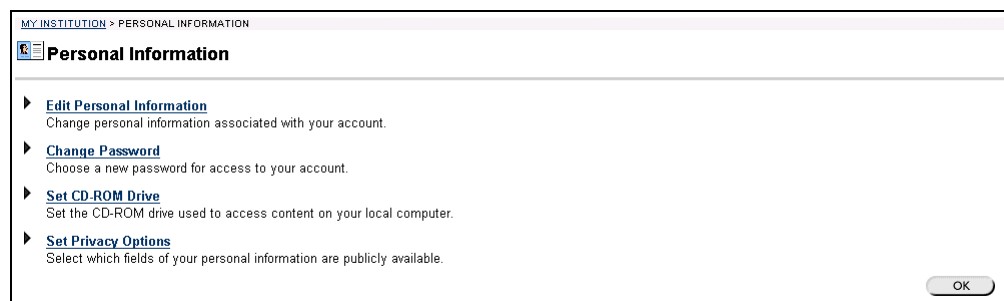 MY INSTITUTION > PERSONAL INFORMATION
Personal Information
Edit Personal Information
Change personal information associated with your account.
Change Password
Choose a new password for access to your account.
Set CD-ROM Drive
Set the CD-ROM drive used to access content on your local computer.
Set Privacy Options
Select which fields of your personal information are publicly available.
OK